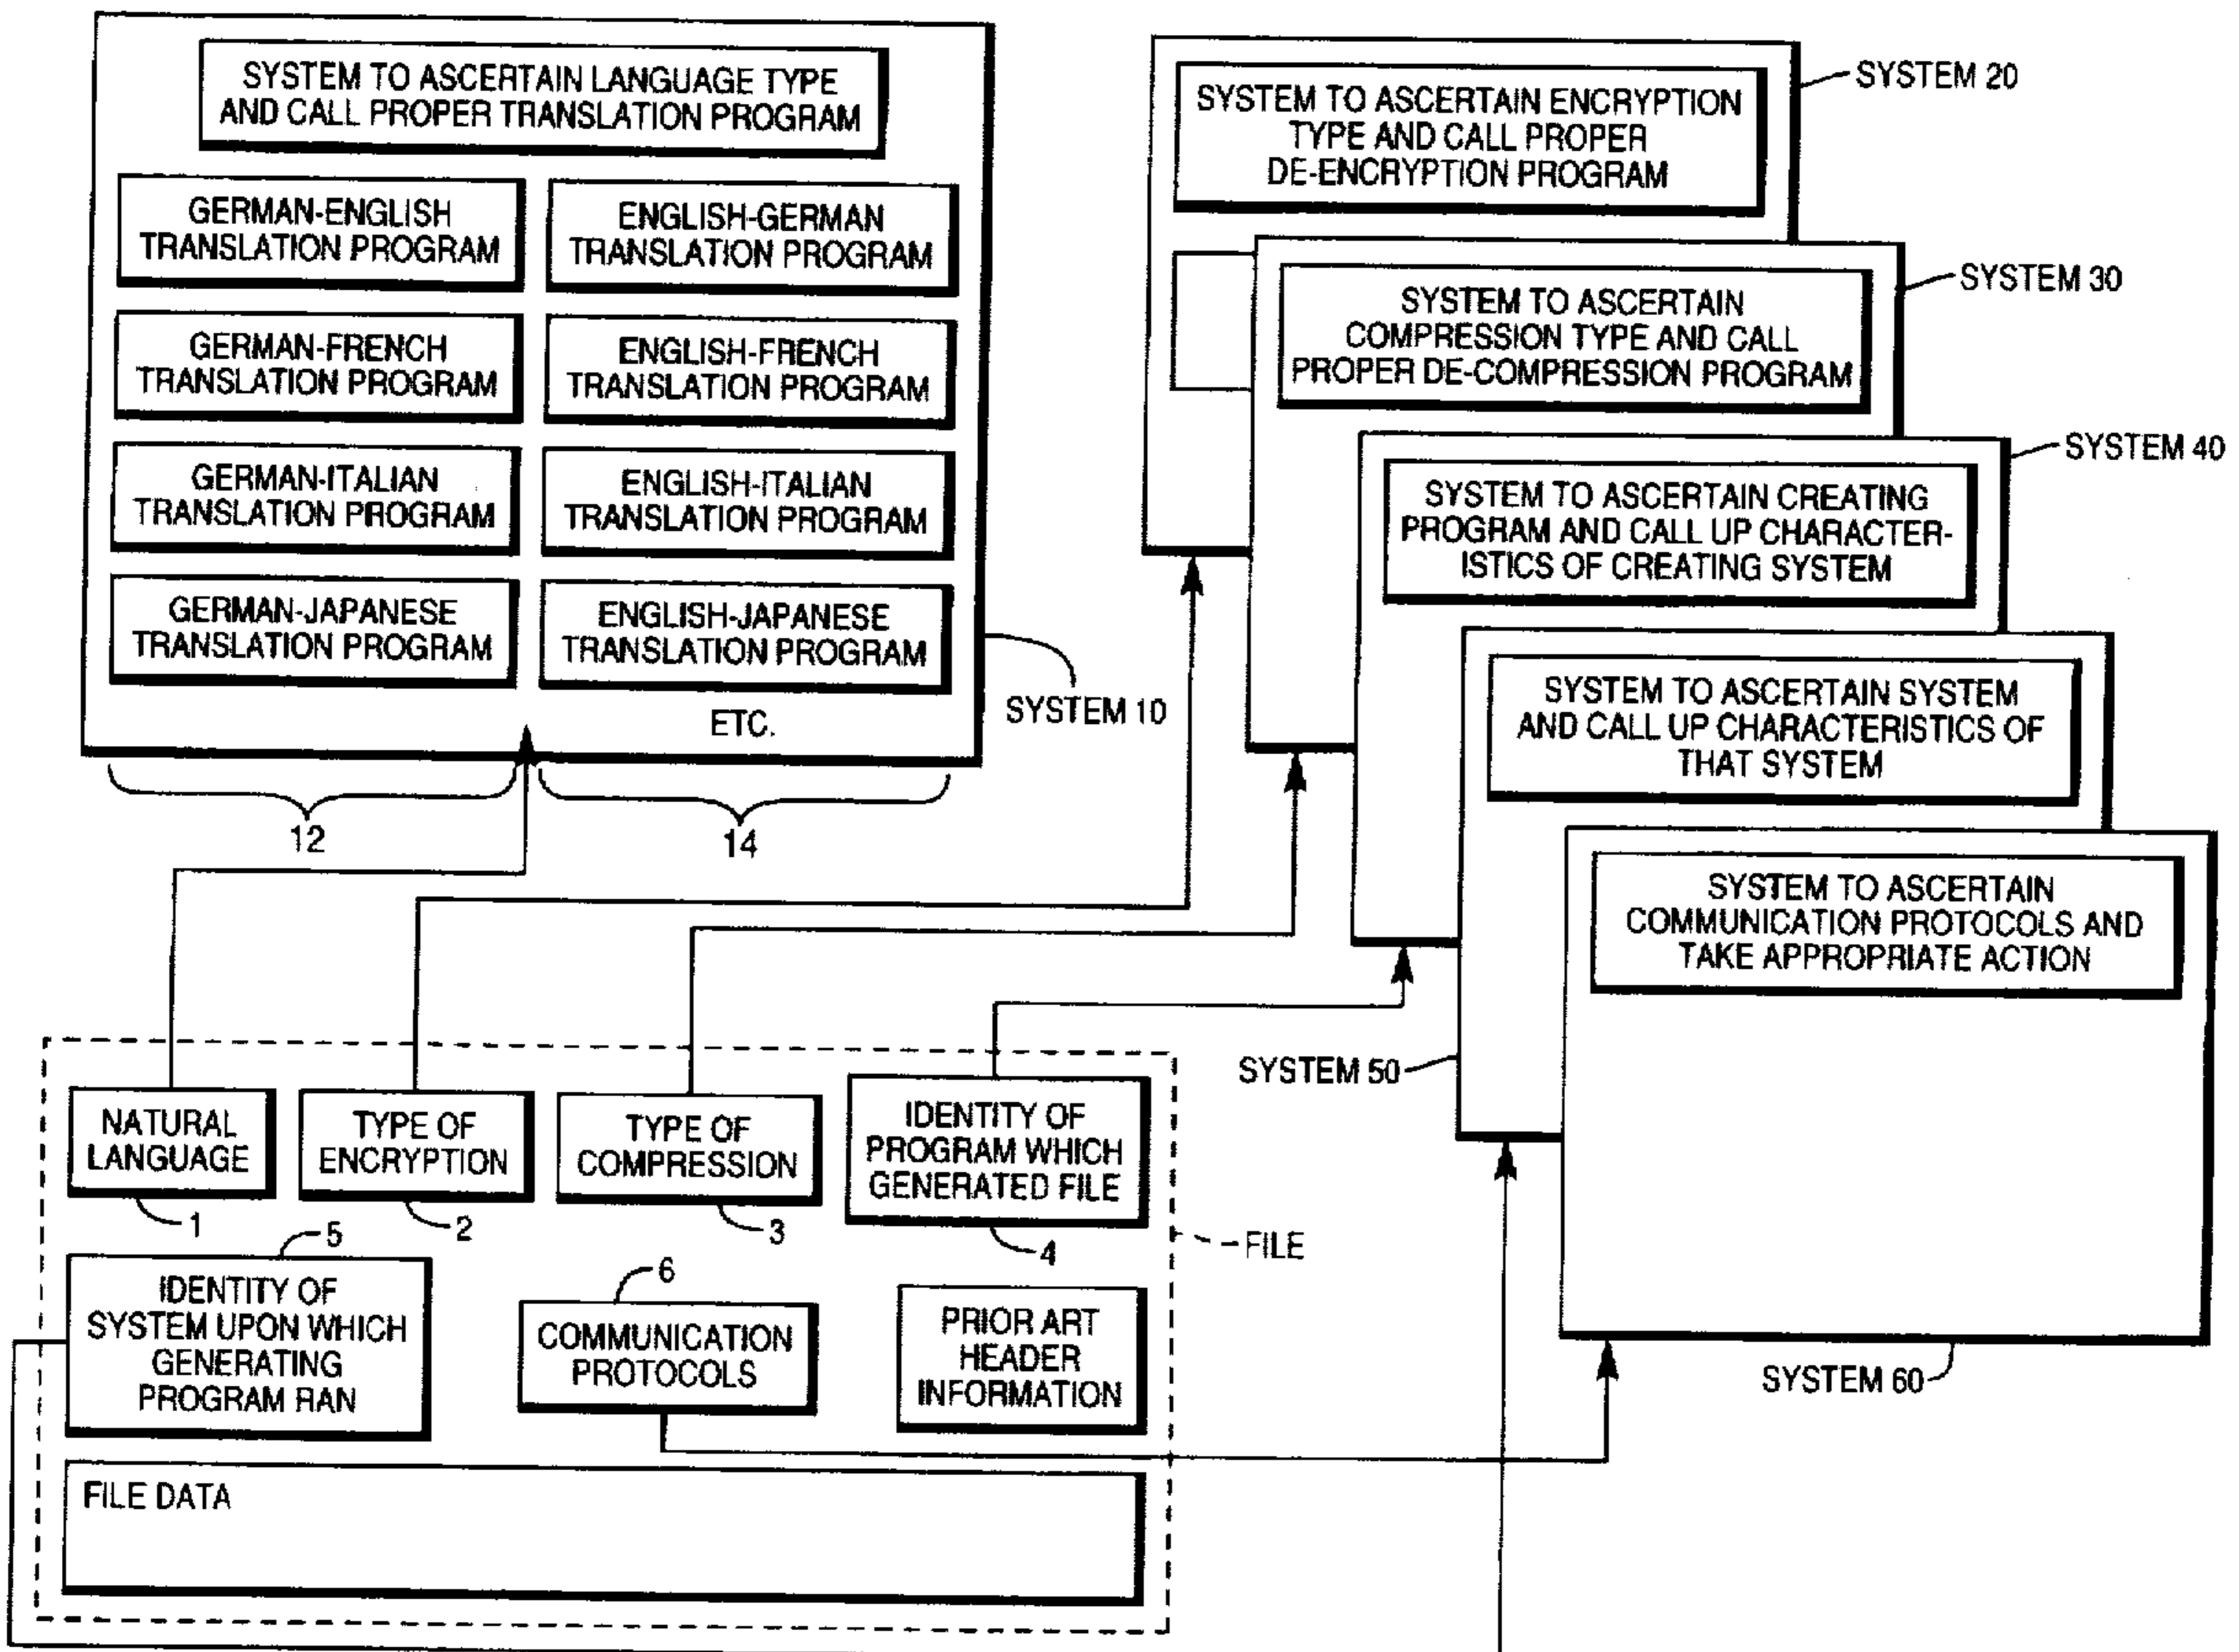 SYSTEM TO ASCERTAIN LANGUAGE TYPE
AND CALL PROPER TRANSLATION PROGRAM
GERMAN-ENGLISH
TRANSLATION PROGRAM
ENGLISH-GERMAN
TRANSLATION PROGRAM
GERMAN-FRENCH
TRANSLATION PROGRAM
ENGLISH-FRENCH
TRANSLATION PROGRAM
GERMAN-ITALIAN
TRANSLATION PROGRAM
ENGLISH-ITALIAN
TRANSLATION PROGRAM
GERMAN-JAPANESE
TRANSLATION PROGRAM
ENGLISH-JAPANESE
TRANSLATION PROGRAM
ETC.
SYSTEM 10
12
14
SYSTEM TO ASCERTAIN ENCRYPTION
TYPE AND CALL PROPER
DE-ENCRYPTION PROGRAM
SYSTEM 20
SYSTEM TO ASCERTAIN
COMPRESSION TYPE AND CALL
PROPER DE-COMPRESSION PROGRAM
SYSTEM 30
SYSTEM TO ASCERTAIN CREATING
PROGRAM AND CALL UP CHARACTER-
ISTICS OF CREATING SYSTEM
SYSTEM 40
SYSTEM TO ASCERTAIN SYSTEM
AND CALL UP CHARACTERISTICS OF
THAT SYSTEM
SYSTEM 50
SYSTEM TO ASCERTAIN
COMMUNICATION PROTOCOLS AND
TAKE APPROPRIATE ACTION
SYSTEM 60
NATURAL
LANGUAGE
1
TYPE OF
ENCRYPTION
2
TYPE OF
COMPRESSION
3
IDENTITY OF
PROGRAM WHICH
GENERATED FILE
4
FILE
5
IDENTITY OF
SYSTEM UPON WHICH
GENERATING
PROGRAM RAN
6
COMMUNICATION
PROTOCOLS
PRIOR ART
HEADER
INFORMATION
FILE DATA